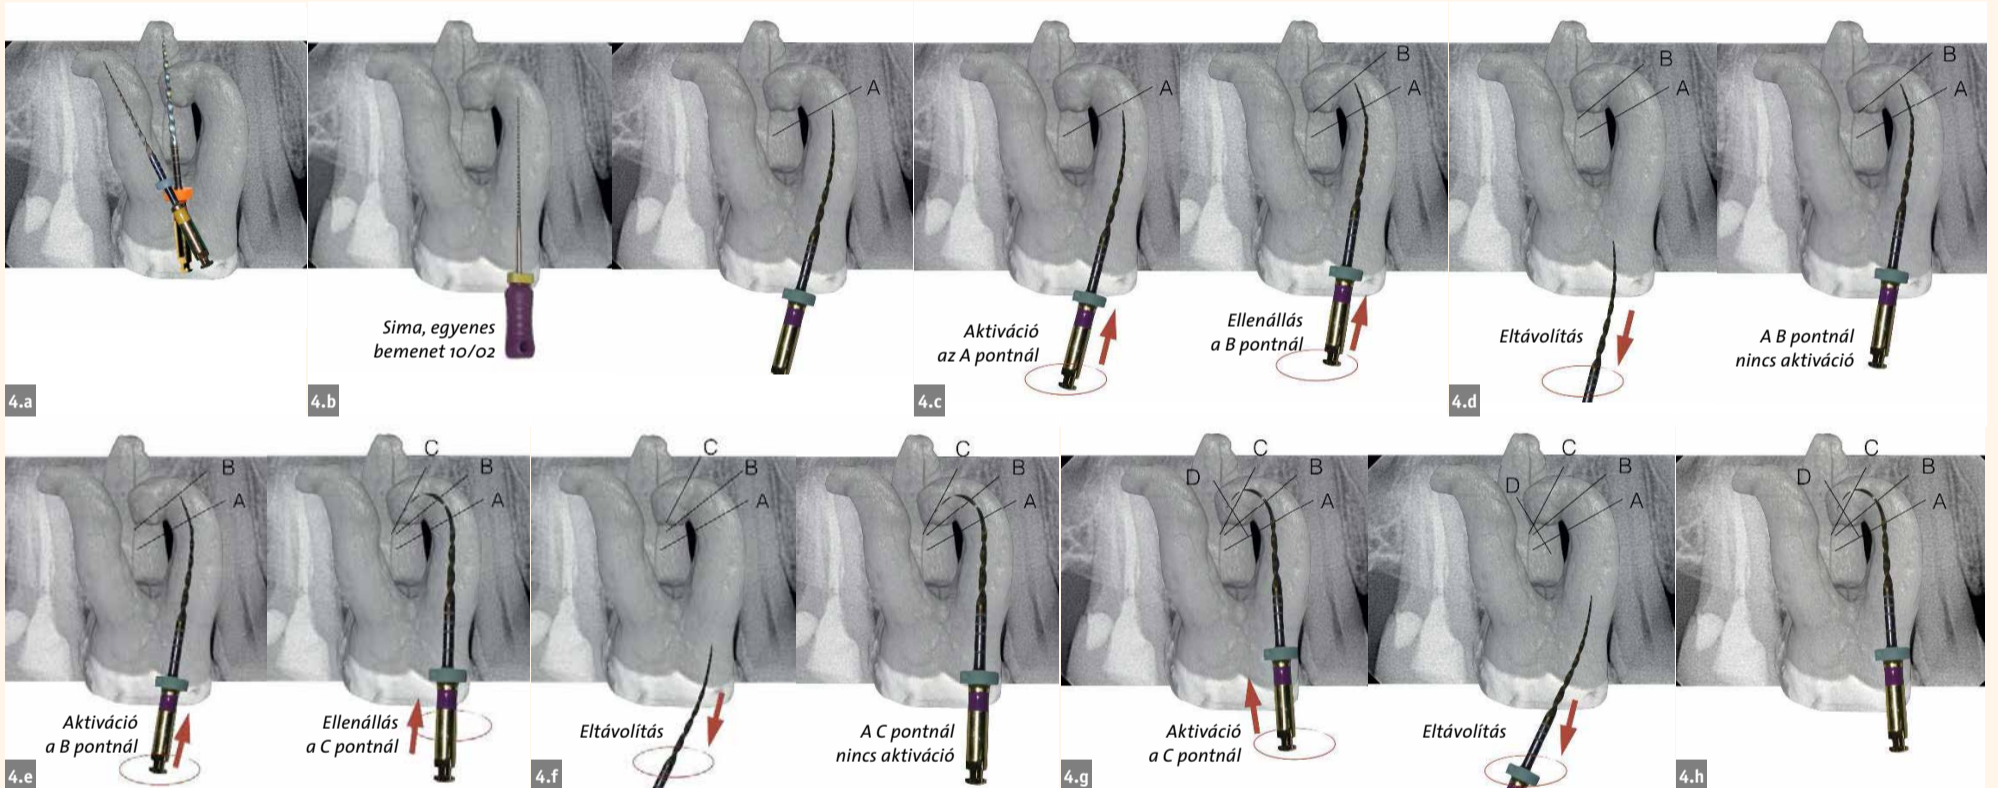 4.a
Sima, egyenes
bemenet 10/02
A
4.b
Aktiváció
az A pontnál
A
Ellenállás
a B pontnál
B
A
4.c
Eltávolítás
B
A
A B pontnál
nincs aktiváció
B
A
4.d
Aktiváció
a B pontnál
B
A
Ellenállás
a C pontnál
C
B
A
4.e
Eltávolítás
C
B
A
A C pontnál
nincs aktiváció
C
B
A
4.f
Aktiváció
a C pontnál
D
C
B
A
Eltávolítás
D
C
B
A
4.g
D
C
B
A
4.h